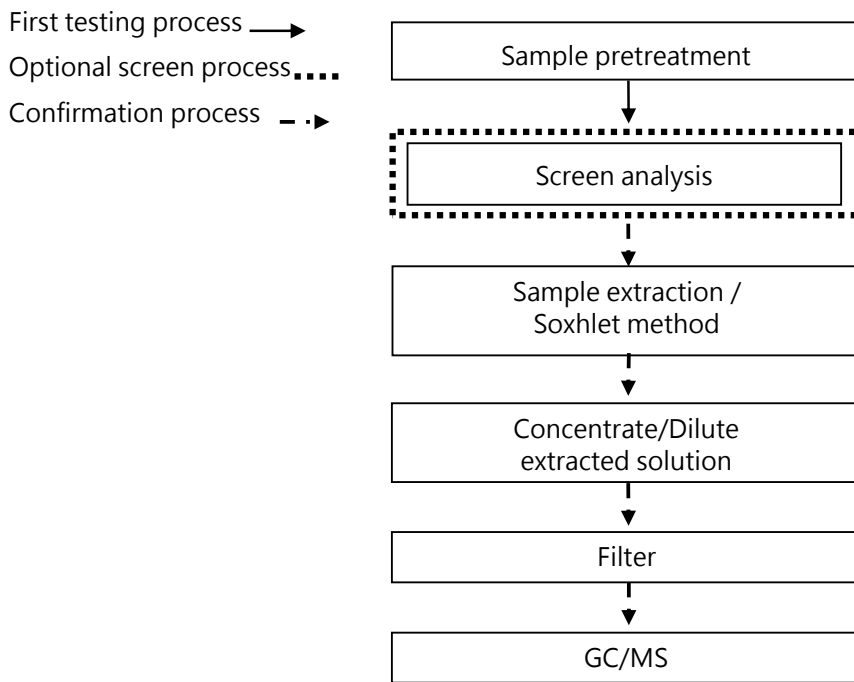 First testing process
Optional screen process
Confirmation process
Sample pretreatment
Screen analysis
Sample extraction /
Soxhlet method
Concentrate/Dilute
extracted solution
Filter
GC/MS